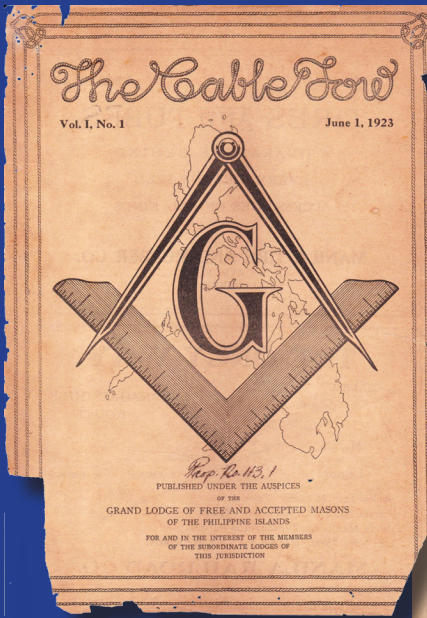 The Cable Tow
Vol. I, No. 1 June 1, 1923
G
Prop. No. 113.1
PUBLISHED UNDER THE AUSPICES
OF THE
GRAND LODGE OF FREE AND ACCEPTED MASONS
OF THE PHILIPPINE ISLANDS
FOR AND IN THE INTEREST OF THE MEMBERS
OF THE SUBORDINATE LODGES OF
THIS JURISDICTION